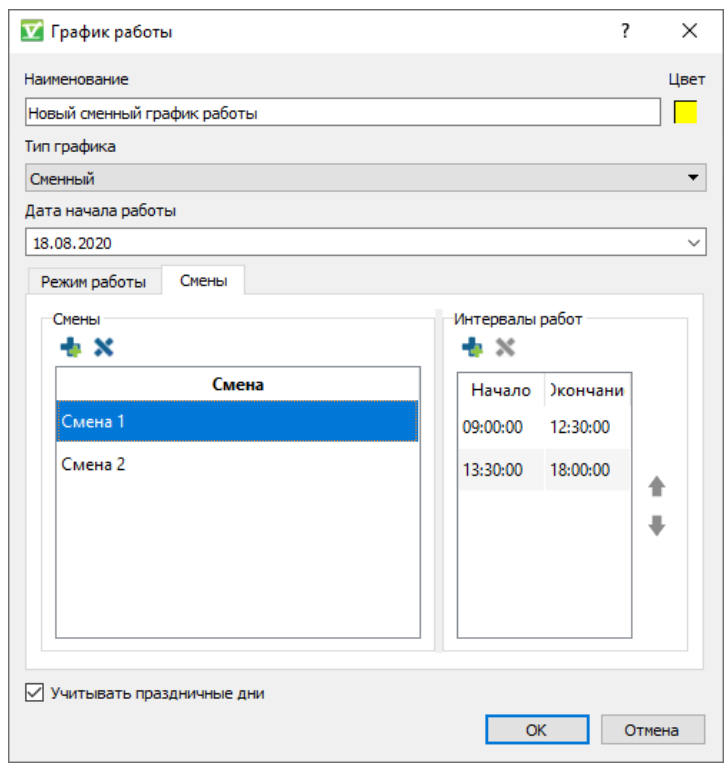 График работы ?
Наименование Цвет
Новый сменный график работы
Тип графика
Сменный
Дата начала работы
18.08.2020
Режим работы Смены
Смены Интервалы работ
Смена
Начало Окончани
Смена 1
09:00:00 12:30:00
Смена 2
13:30:00 18:00:00
Учитывать праздничные дни
OK Отмена